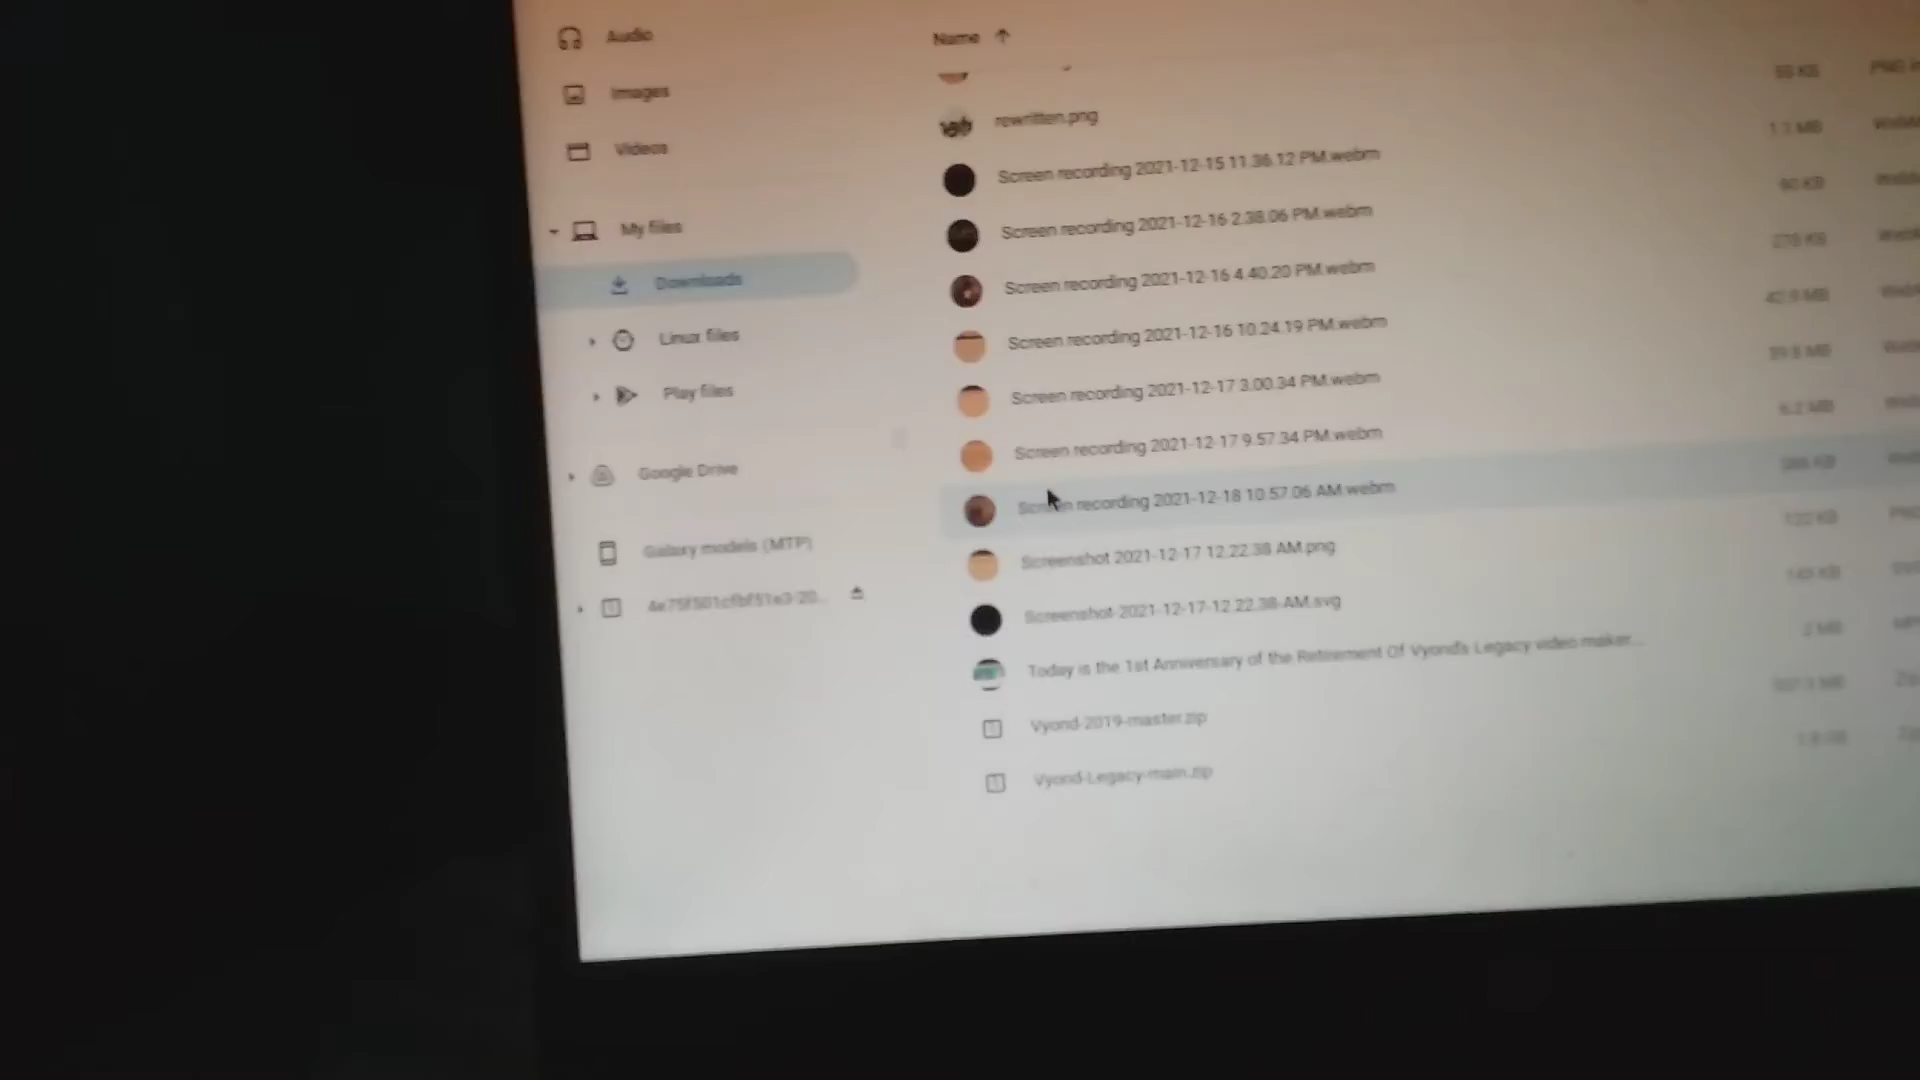 Audio
Images
Videos
My files
Downloads
Linux files
Play files
Google Drive
Galaxy models (MTP)
Name
rewritten.png
Screen recording 2021-12-15 11.36.12 PM.webm
Screen recording 2021-12-16 2.38.06 PM.webm
Screen recording 2021-12-16 4.40.20 PM.webm
Screen recording 2021-12-16 10.24.19 PM.webm
Screen recording 2021-12-17 3.00.34 PM.webm
Screen recording 2021-12-17 9.57.34 PM.webm
Screen recording 2021-12-18 10.57.06 AM.webm
Screenshot 2021-12-17 12.22.38 AM.png
Screenshot-2021-12-17-12.22.38-AM.svg
Today is the 1st Anniversary of the Retirement Of Vyond's Legacy video maker...
Vyond-2019-master.zip
Vyond-Legacy-main.zip